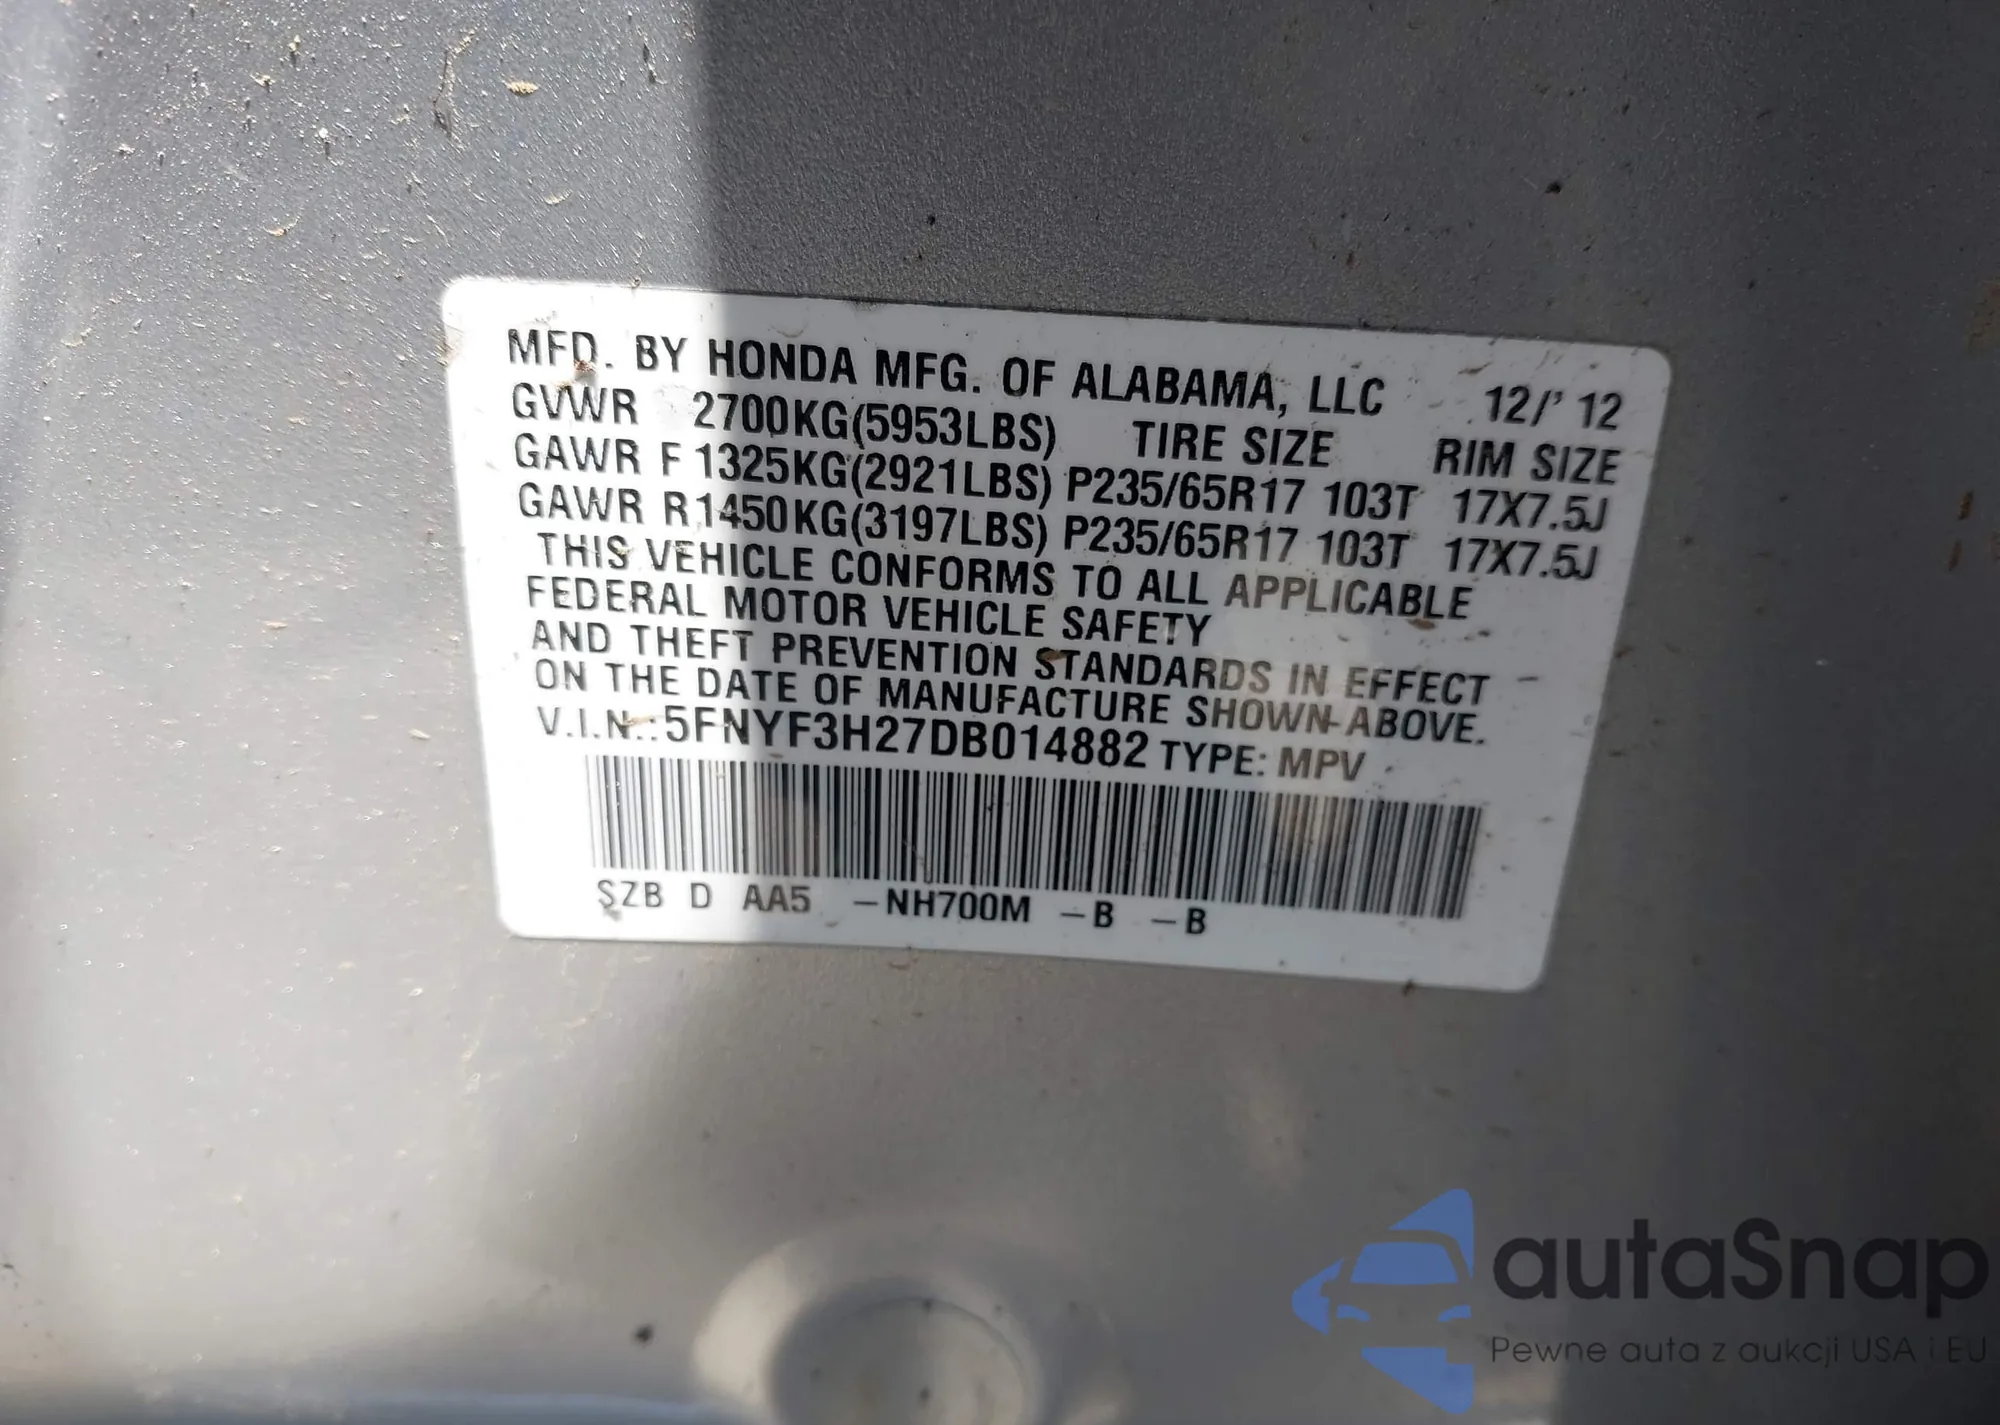 MFD. BY HONDA MFG. OF ALABAMA, LLC 12/' 12
GVWR 2700KG(5953LBS) TIRE SIZE RIM SIZE
GAWR F 1325KG(2921LBS) P235/65R17 103T 17X7.5J
GAWR R1450KG(3197LBS) P235/65R17 103T 17X7.5J
THIS VEHICLE CONFORMS TO ALL APPLICABLE
FEDERAL MOTOR VEHICLE SAFETY
AND THEFT PREVENTION STANDARDS IN EFFECT
ON THE DATE OF MANUFACTURE SHOWN ABOVE.
V.I.N.:5FNYF3H27DB014882 TYPE: MPV
SZB D AA5 -NH700M -B -B
autaSnap
Pewne auta z aukcji USA i EU